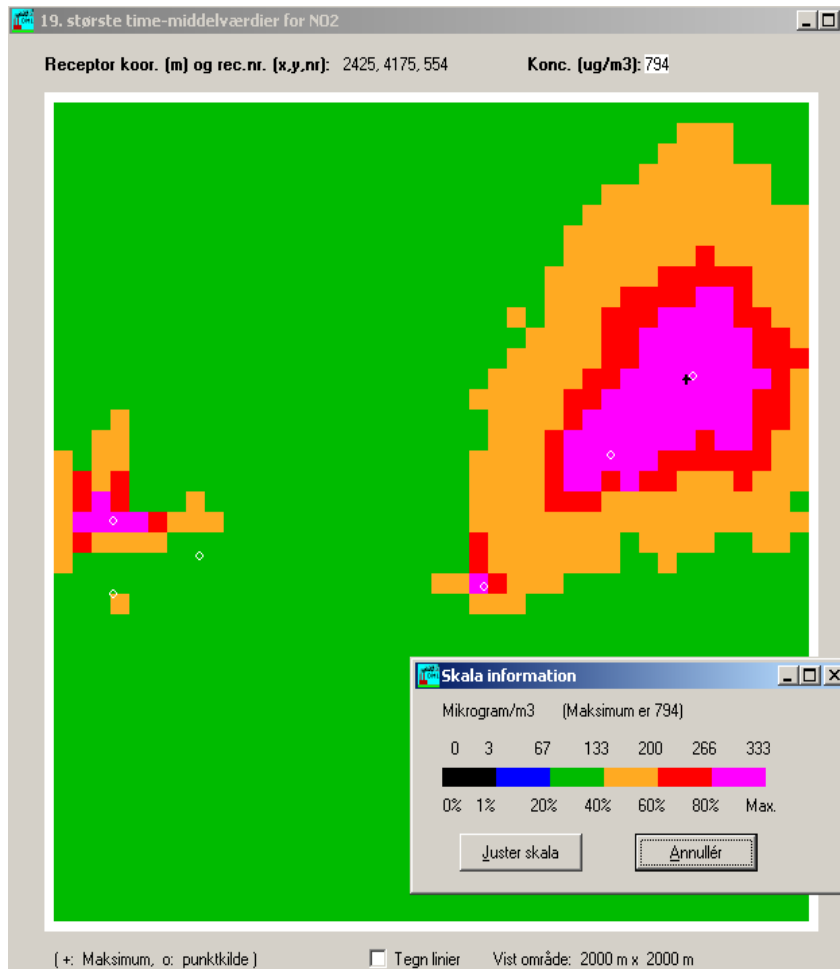 19. største time-middelværdier for NO2
Receptor koor. (m) og rec.nr. (x,y,nr): 2425, 4175, 554 Konc. (ug/m3): 794
Skala information
Mikrogram/m3 (Maksimum er 794)
0 3 67 133 200 266 333
0% 1% 20% 40% 60% 80% Max.
Juster skala Annullér
( +: Maksimum, o: punktkilde ) Tegn linier Vist område: 2000 m x 2000 m